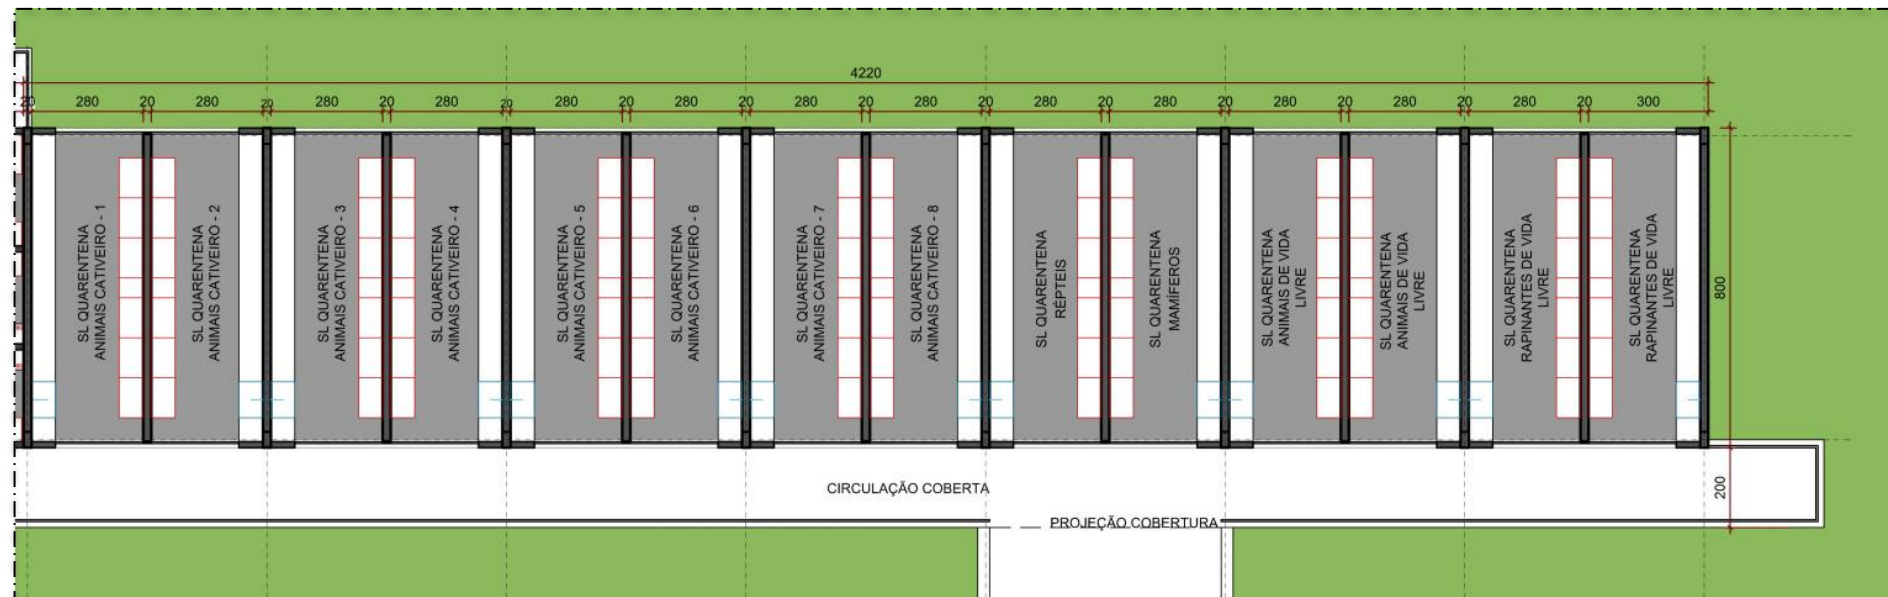 4220
20 280 20 280 20 280 20 280 20 280 20 280 20 280 20 280 20 280 20 280 20 280 20 280 20 280 20 300
SL QUARENTENA
ANIMAIS CATIVEIRO - 1
SL QUARENTENA
ANIMAIS CATIVEIRO - 2
SL QUARENTENA
ANIMAIS CATIVEIRO - 3
SL QUARENTENA
ANIMAIS CATIVEIRO - 4
SL QUARENTENA
ANIMAIS CATIVEIRO - 5
SL QUARENTENA
ANIMAIS CATIVEIRO - 6
SL QUARENTENA
ANIMAIS CATIVEIRO - 7
SL QUARENTENA
ANIMAIS CATIVEIRO - 8
SL QUARENTENA
RÉPTEIS
SL QUARENTENA
MAMÍFEROS
SL QUARENTENA
ANIMAIS DE VIDA
LIVRE
SL QUARENTENA
ANIMAIS DE VIDA
LIVRE
SL QUARENTENA
RAPINANTES DE VIDA
LIVRE
SL QUARENTENA
RAPINANTES DE VIDA
LIVRE
800
CIRCULAÇÃO COBERTA
200
PROJEÇÃO COBERTURA